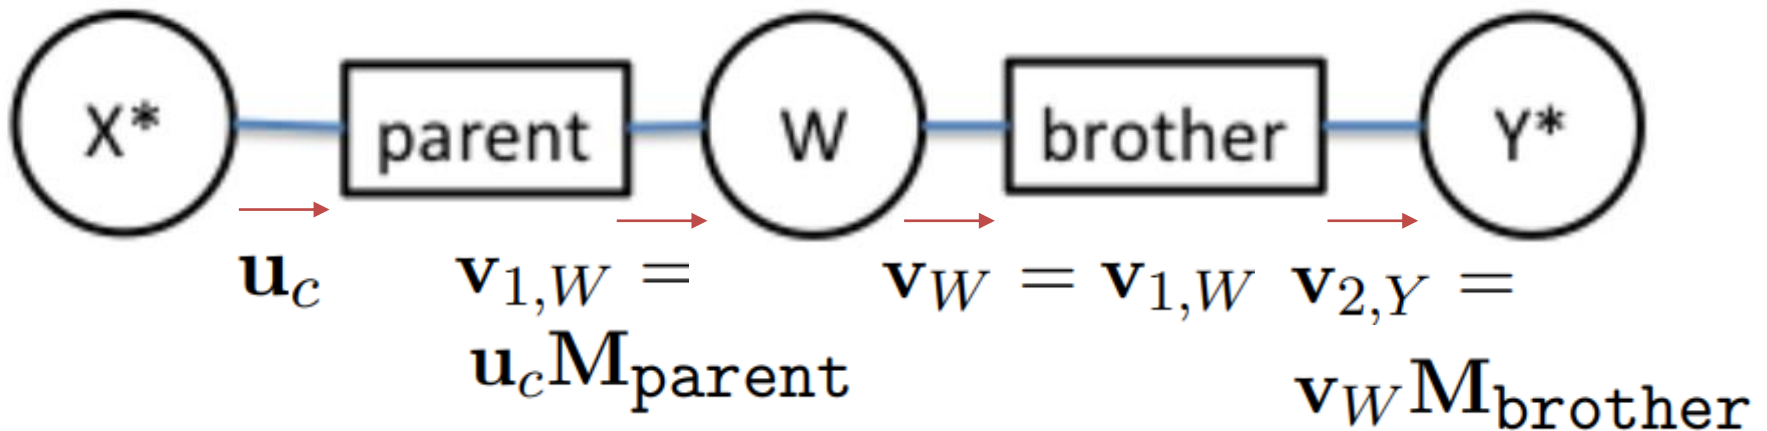 X* parent W brother Y*
u_c v_{1,W} = v_W = v_{1,W} v_{2,Y} =
u_c M_parent
v_W M_brother